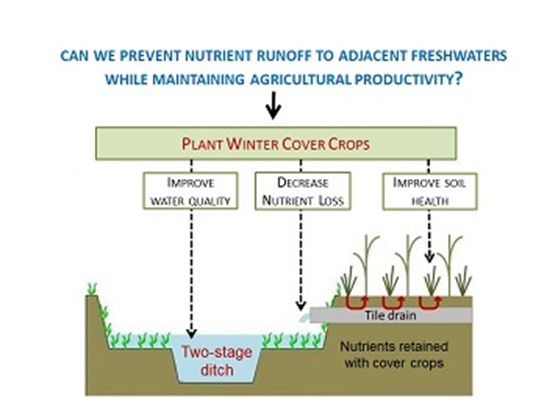 CAN WE PREVENT NUTRIENT RUNOFF TO ADJACENT FRESHWATERS
WHILE MAINTAINING AGRICULTURAL PRODUCTIVITY?
PLANT WINTER COVER CROPS
IMPROVE
WATER QUALITY
DECREASE
NUTRIENT LOSS
IMPROVE SOIL
HEALTH
Tile drain
Two-stage
ditch
Nutrients retained
with cover crops